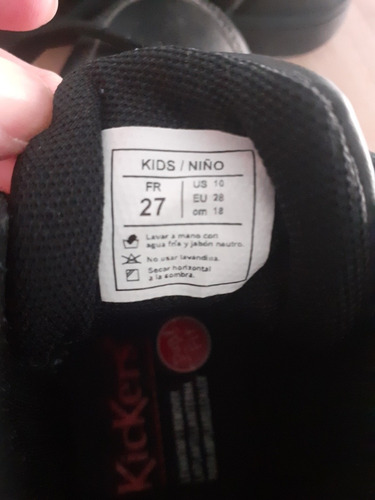 KIDS / NIÑO
FR
27
US 10
EU 28
cm 18
Lavar a mano con
agua fría y jabón neutro.
No usar lavandina.
Secar horizontal
a la sombra.
KicKers